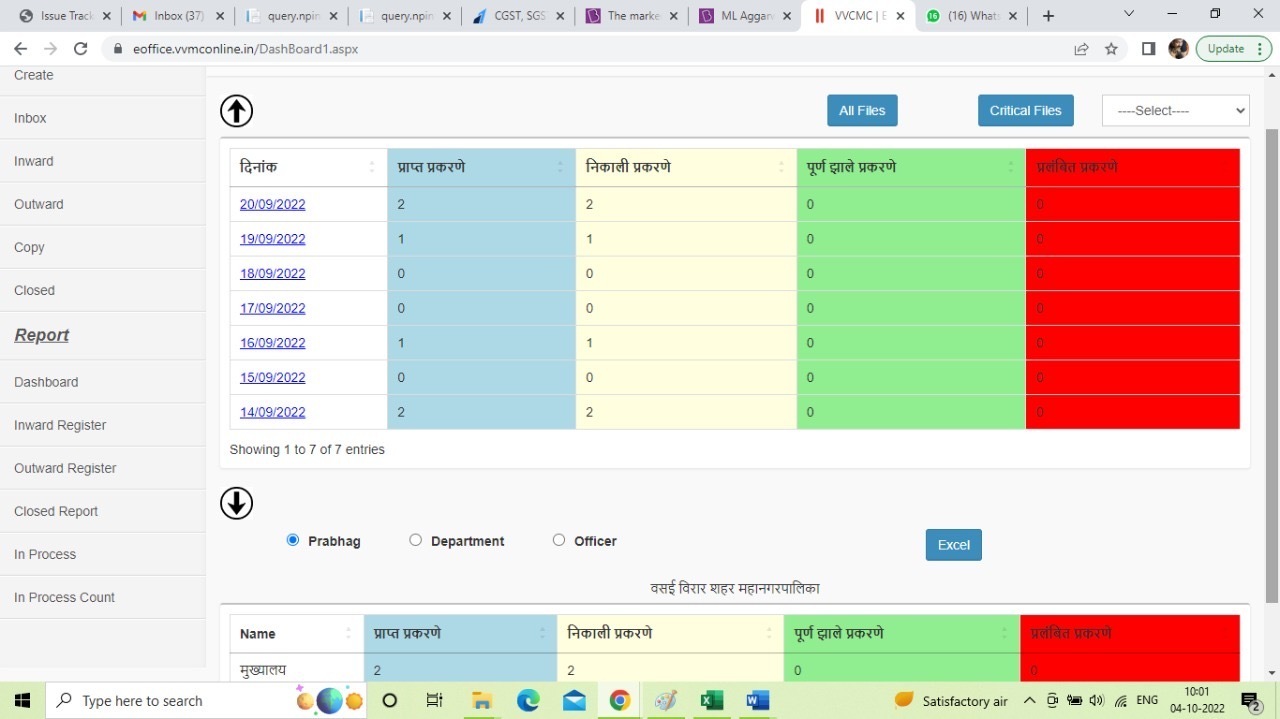 Issue Track
Inbox (37)
query.npin
query.npin
CGST, SGS
The marke
ML Aggar
VVCMC | E
(16) Whats
eoffice.vvmconline.in/DashBoard1.aspx
Update
Create
Inbox
Inward
Outward
Copy
Closed
Report
Dashboard
Inward Register
Outward Register
Closed Report
In Process
In Process Count
All Files Critical Files ----Select----
दिनांक प्राप्त प्रकरणे निकाली प्रकरणे पूर्ण झाले प्रकरणे प्रलंबित प्रकरणे
20/09/2022 2 2 0 0
19/09/2022 1 1 0 0
18/09/2022 0 0 0 0
17/09/2022 0 0 0 0
16/09/2022 1 1 0 0
15/09/2022 0 0 0 0
14/09/2022 2 2 0 0
Showing 1 to 7 of 7 entries
Prabhag Department Officer Excel
वसई विरार शहर महानगरपालिका
Name प्राप्त प्रकरणे निकाली प्रकरणे पूर्ण झाले प्रकरणे प्रलंबित प्रकरणे
मुख्यालय 2 2 0 0
Type here to search
Satisfactory air
ENG
10:01
04-10-2022
2